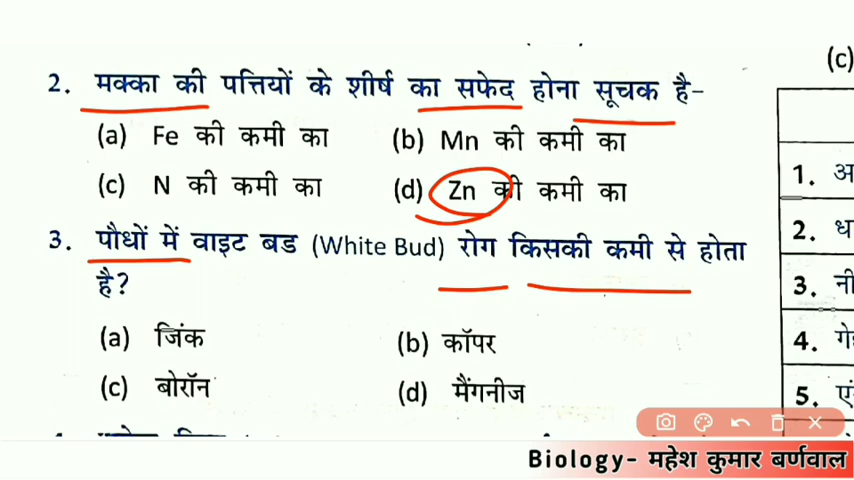 (c)
2. मक्का की पत्तियों के शीर्ष का सफेद होना सूचक है-
(a) Fe की कमी का (b) Mn की कमी का
(c) N की कमी का (d) Zn की कमी का
3. पौधों में वाइट बड (White Bud) रोग किसकी कमी से होता
है?
(a) जिंक (b) कॉपर
(c) बोरॉन (d) मैंगनीज
1. अ
2. ध
3. नी
4. गे
5. एं
Biology- महेश कुमार बर्णवाल